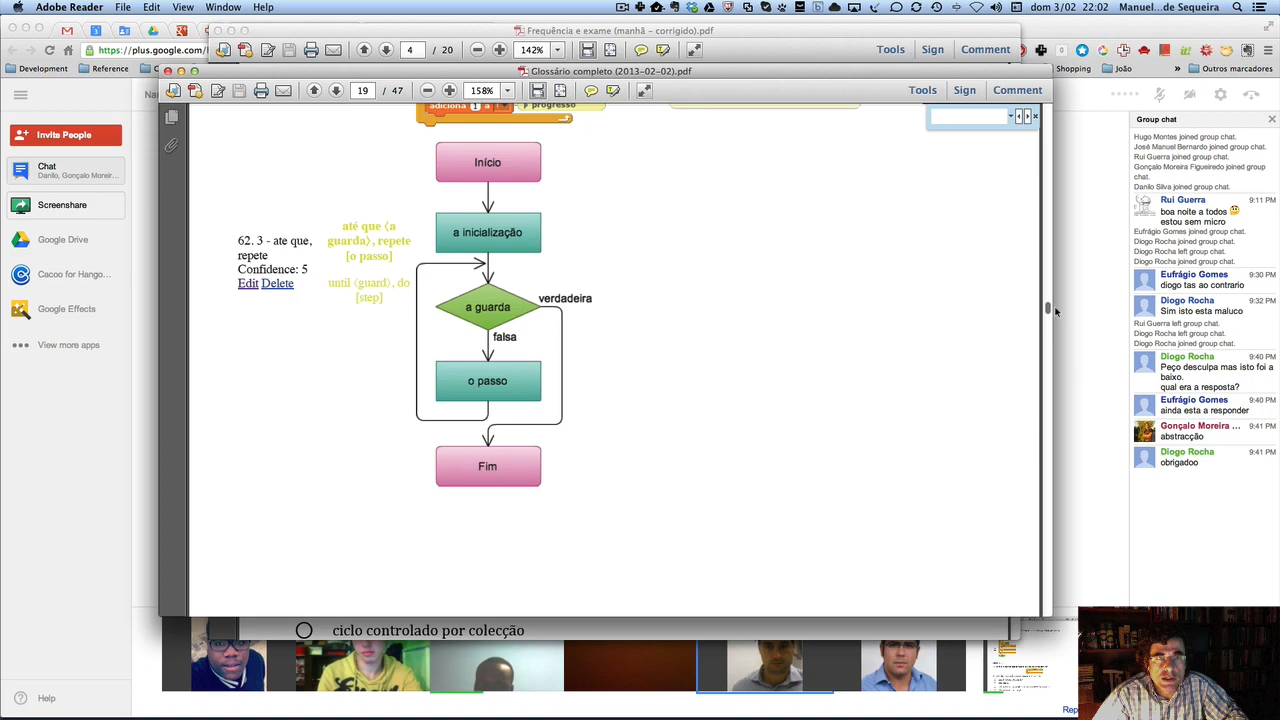 Adobe Reader File Edit View Window Help dom 3/02 22:02 Manuel...de Sequeira
Frequência e exame (manhã - corrigido).pdf
https://plus.google.com/
4 / 20 142% Tools Sign Comment
Development Reference Shopping João » Outros marcadores
Glossário completo (2013-02-02).pdf
19 / 47 158% Tools Sign Comment
Invite People
Chat
Danilo, Gonçalo Moreir...
Screenshare
Google Drive
Cacoo for Hango...
Google Effects
View more apps
Help
adiciona 1 a progresso
Início
a inicialização
62. 3 - ate que,
repete
Confidence: 5
Edit Delete
até que ⟨a
guarda⟩, repete
[o passo]
until ⟨guard⟩, do
[step]
a guarda
verdadeira
falsa
o passo
Fim
ciclo controlado por colecção
Group chat
Hugo Montes joined group chat.
José Manuel Bernardo joined group chat.
Rui Guerra joined group chat.
Gonçalo Moreira Figueiredo joined group
chat.
Danilo Silva joined group chat.
Rui Guerra 9:11 PM
boa noite a todos
estou sem micro
Eufrágio Gomes joined group chat.
Diogo Rocha joined group chat.
Diogo Rocha left group chat.
Diogo Rocha joined group chat.
Eufrágio Gomes 9:30 PM
diogo tas ao contrario
Diogo Rocha 9:32 PM
Sim isto esta maluco
Rui Guerra left group chat.
Diogo Rocha left group chat.
Diogo Rocha joined group chat.
Diogo Rocha 9:40 PM
Peço desculpa mas isto foi a
baixo.
qual era a resposta?
Eufrágio Gomes 9:40 PM
ainda esta a responder
Gonçalo Moreira ... 9:41 PM
abstracção
Diogo Rocha 9:41 PM
obrigadoo
Rep